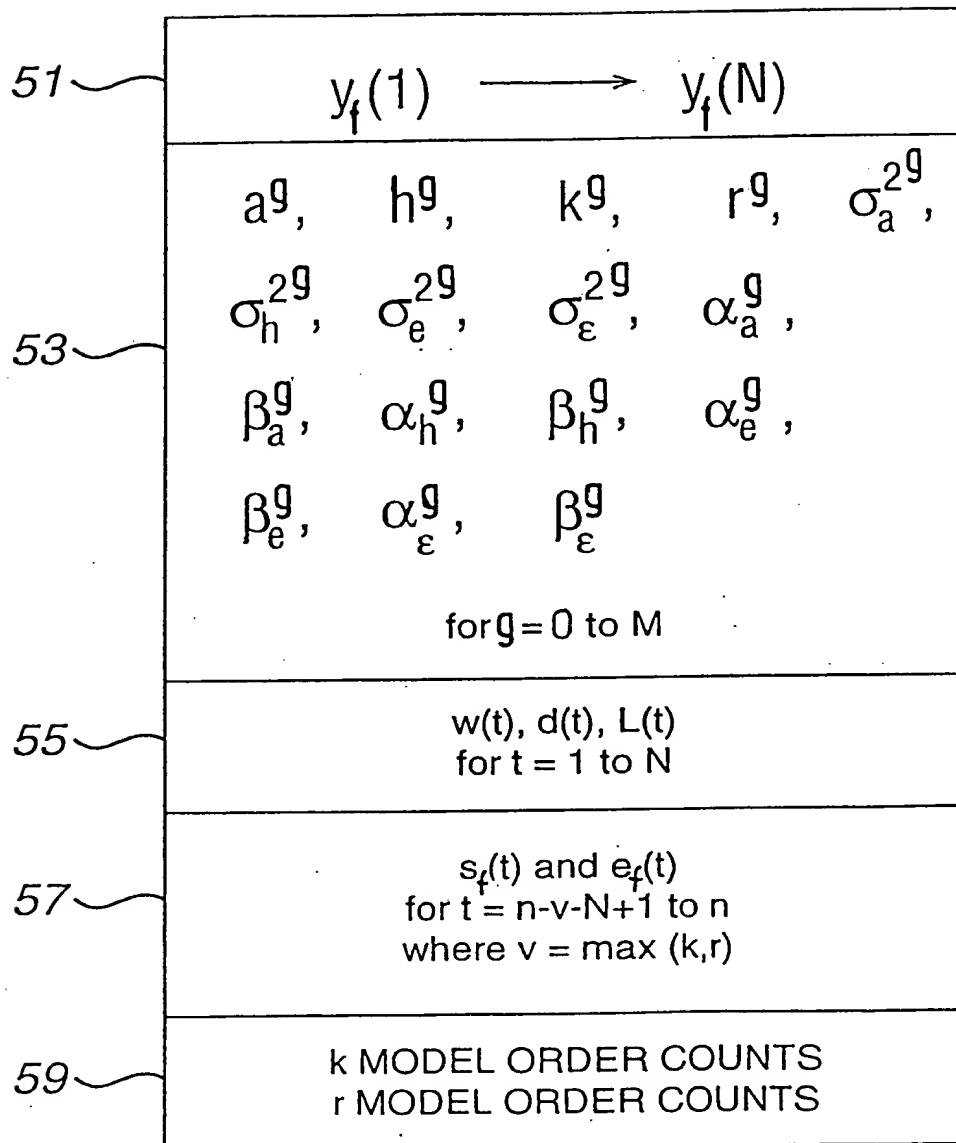 51
y_f(1) → y_f(N)
a^g, h^g, k^g, r^g, σ_a^2g,
53
σ_h^2g, σ_e^2g, σ_ε^2g, α_a^g,
β_a^g, α_h^g, β_h^g, α_e^g,
β_e^g, α_ε^g, β_ε^g
for g = 0 to M
55
w(t), d(t), L(t)
for t = 1 to N
57
s_f(t) and e_f(t)
for t = n-v-N+1 to n
where v = max (k,r)
59
k MODEL ORDER COUNTS
r MODEL ORDER COUNTS